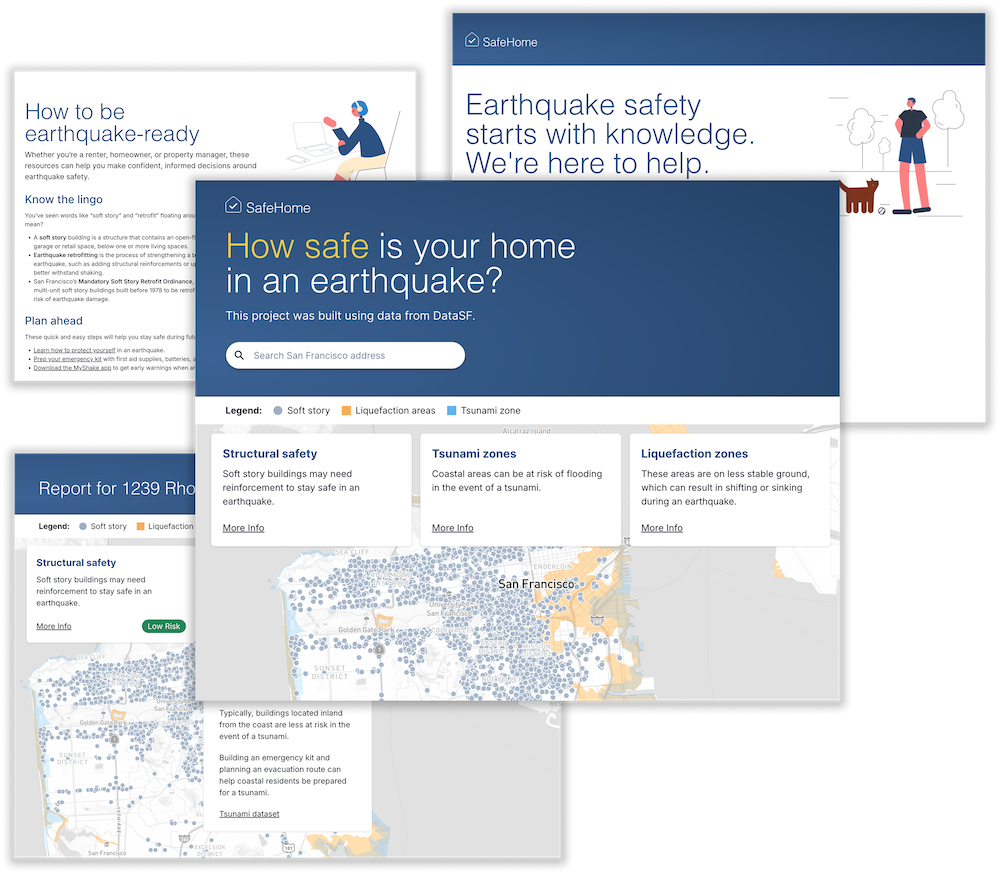 SafeHome
Earthquake safety
starts with knowledge.
We're here to help.
How to be
earthquake-ready
Whether you're a renter, homeowner, or property manager, these
resources can help you make confident, informed decisions around
earthquake safety.
Know the lingo
You've seen words like "soft story" and "retrofit" floating
mean?
• A soft story building is a structure that contains an
garage or retail space, below one or more living spaces.
• Earthquake retrofitting is the process of strengthening a
earthquake, such as adding structural reinforcements or
better withstand shaking.
• San Francisco's Mandatory Soft Story Retrofit Ordinance,
multi-unit soft story buildings built before 1978 to be
risk of earthquake damage.
Plan ahead
These quick and easy steps will help you stay safe during
• Learn how to protect yourself in an earthquake.
• Prep your emergency kit with first aid supplies, batteries,
• Download the MyShake app to get early warnings when
SafeHome
How safe is your home
in an earthquake?
This project was built using data from DataSF.
Search San Francisco address
Legend: Soft story Liquefaction areas Tsunami zone
Alcatraz Island
Structural safety
Soft story buildings may need
reinforcement to stay safe in an
earthquake.
More Info
Tsunami zones
Coastal areas can be at risk of flooding
in the event of a tsunami.
More Info
Liquefaction zones
These areas are on less stable ground,
which can result in shifting or sinking
during an earthquake.
More Info
SEA CLIFF
TENDERLOIN
San Francisco
University of
San Francisco
Golden Gate Park
SUNSET
DISTRICT
Report for 1239
Legend: Soft story Liquefaction
Structural safety
Soft story buildings may need
reinforcement to stay safe in an
earthquake.
More Info
Low Risk
SEA CLIFF
Golden Gate Park
SUNSET
DISTRICT
San Francisco
EXCELSIOR
DISTRICT
101
Typically, buildings located inland
from the coast are less at risk in the
event of a tsunami.
Building an emergency kit and
planning an evacuation route can
help coastal residents be prepared
for a tsunami.
Tsunami dataset